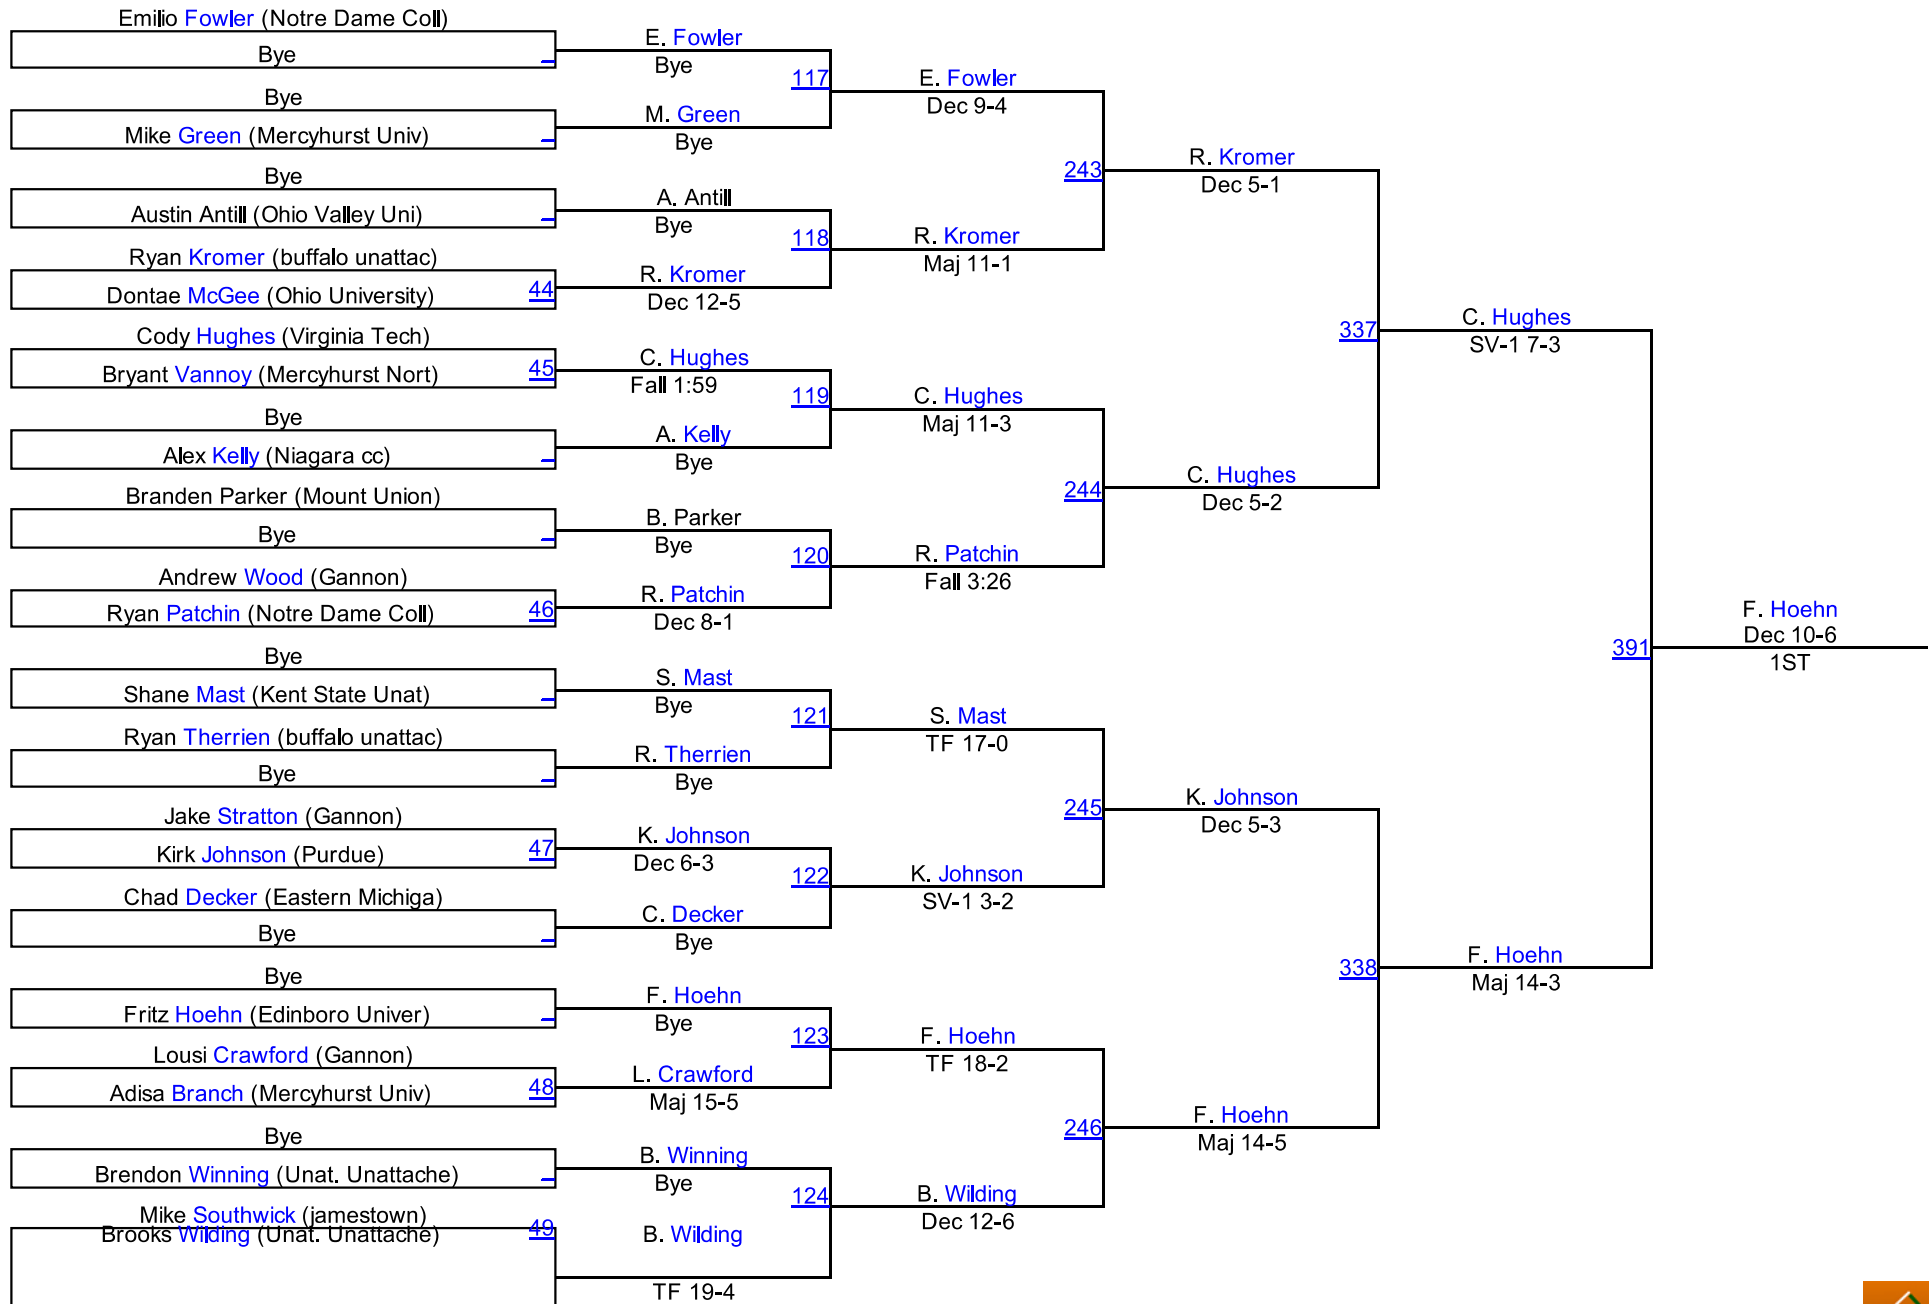 Emilio Fowler (Notre Dame Coll)
Bye
Bye
Mike Green (Mercyhurst Univ)
Bye
Austin Antill (Ohio Valley Uni)
Ryan Kromer (buffalo unattac)
Dontae McGee (Ohio University)
44
Cody Hughes (Virginia Tech)
Bryant Vannoy (Mercyhurst Nort)
45
Bye
Alex Kelly (Niagara cc)
Branden Parker (Mount Union)
Bye
Andrew Wood (Gannon)
Ryan Patchin (Notre Dame Coll)
46
Bye
Shane Mast (Kent State Unat)
Ryan Therrien (buffalo unattac)
Bye
Jake Stratton (Gannon)
Kirk Johnson (Purdue)
47
Chad Decker (Eastern Michiga)
Bye
Bye
Fritz Hoehn (Edinboro Univer)
Lousi Crawford (Gannon)
Adisa Branch (Mercyhurst Univ)
48
Bye
Brendon Winning (Unat. Unattache)
Mike Southwick (jamestown)
Brooks Wilding (Unat. Unattache)
49
E. Fowler
Bye
117
M. Green
Bye
A. Antill
Bye
118
R. Kromer
Dec 12-5
C. Hughes
Fall 1:59
119
A. Kelly
Bye
B. Parker
Bye
120
R. Patchin
Dec 8-1
S. Mast
Bye
121
R. Therrien
Bye
K. Johnson
Dec 6-3
122
C. Decker
Bye
F. Hoehn
Bye
123
L. Crawford
Maj 15-5
B. Winning
Bye
124
B. Wilding
TF 19-4
E. Fowler
Dec 9-4
243
R. Kromer
Maj 11-1
C. Hughes
Maj 11-3
244
R. Patchin
Fall 3:26
S. Mast
TF 17-0
245
K. Johnson
SV-1 3-2
F. Hoehn
TF 18-2
246
B. Wilding
Dec 12-6
R. Kromer
Dec 5-1
337
C. Hughes
Dec 5-2
K. Johnson
Dec 5-3
338
F. Hoehn
Maj 14-5
C. Hughes
SV-1 7-3
391
F. Hoehn
Maj 14-3
F. Hoehn
Dec 10-6
1ST